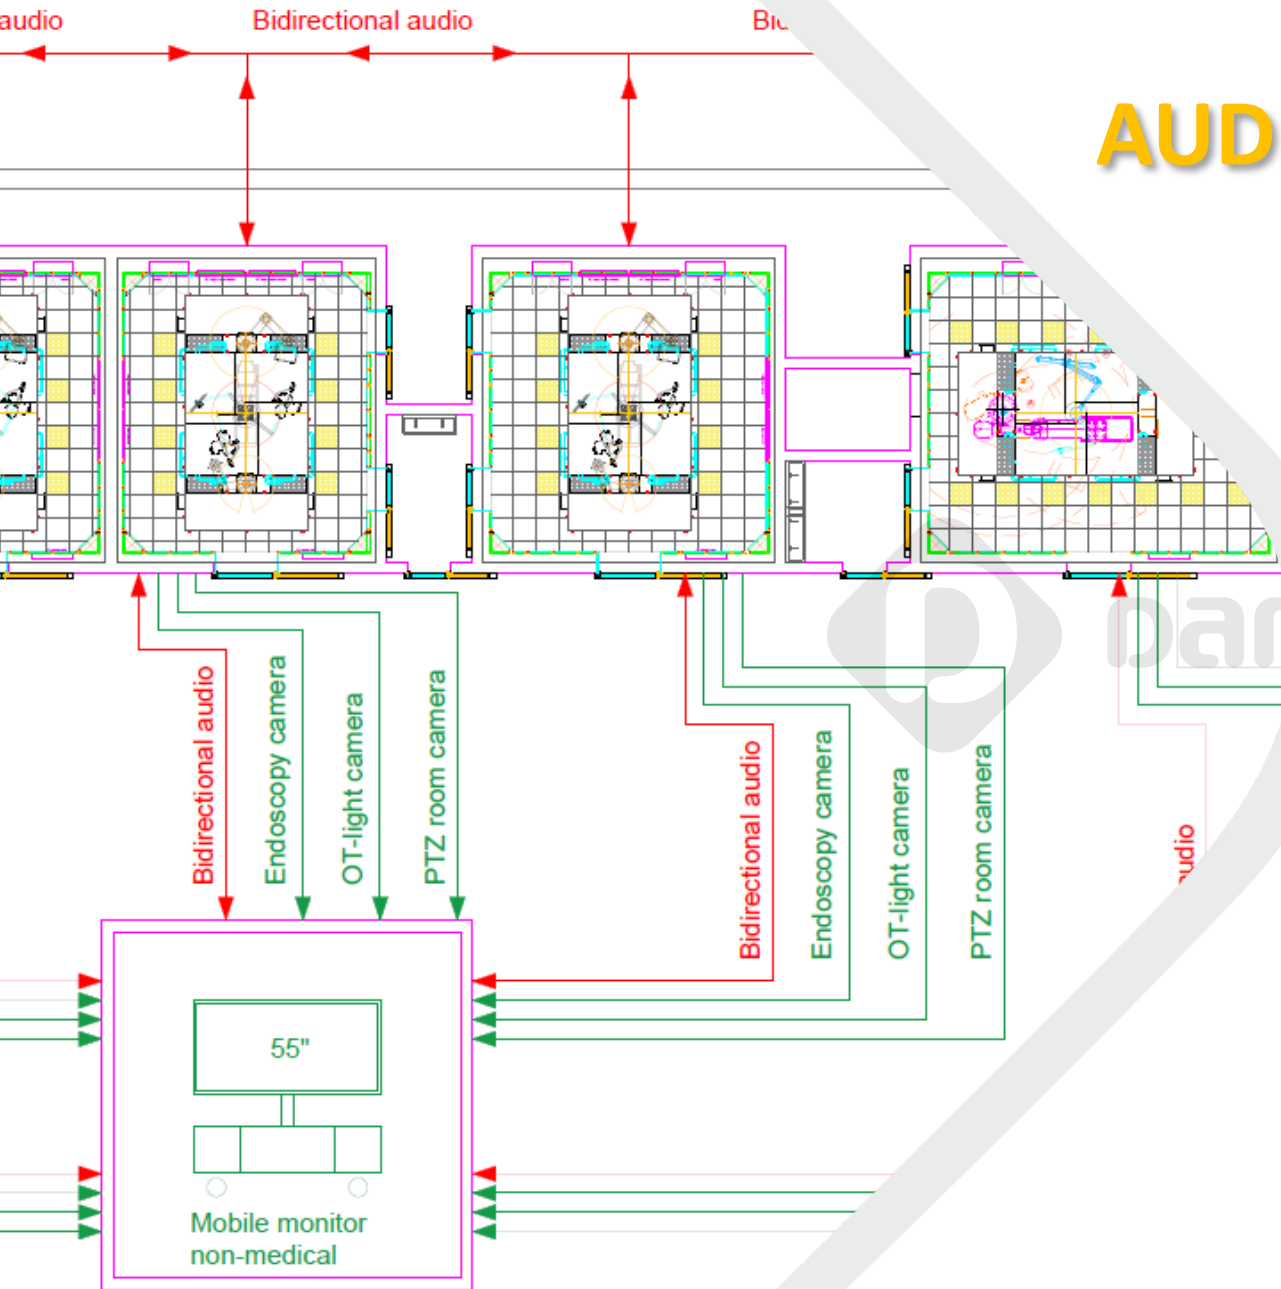 audio
Bidirectional audio
AUD
Bidirectional audio
Endoscopy camera
OT-light camera
PTZ room camera
Bidirectional audio
Endoscopy camera
OT-light camera
PTZ room camera
audio
55"
Mobile monitor
non-medical